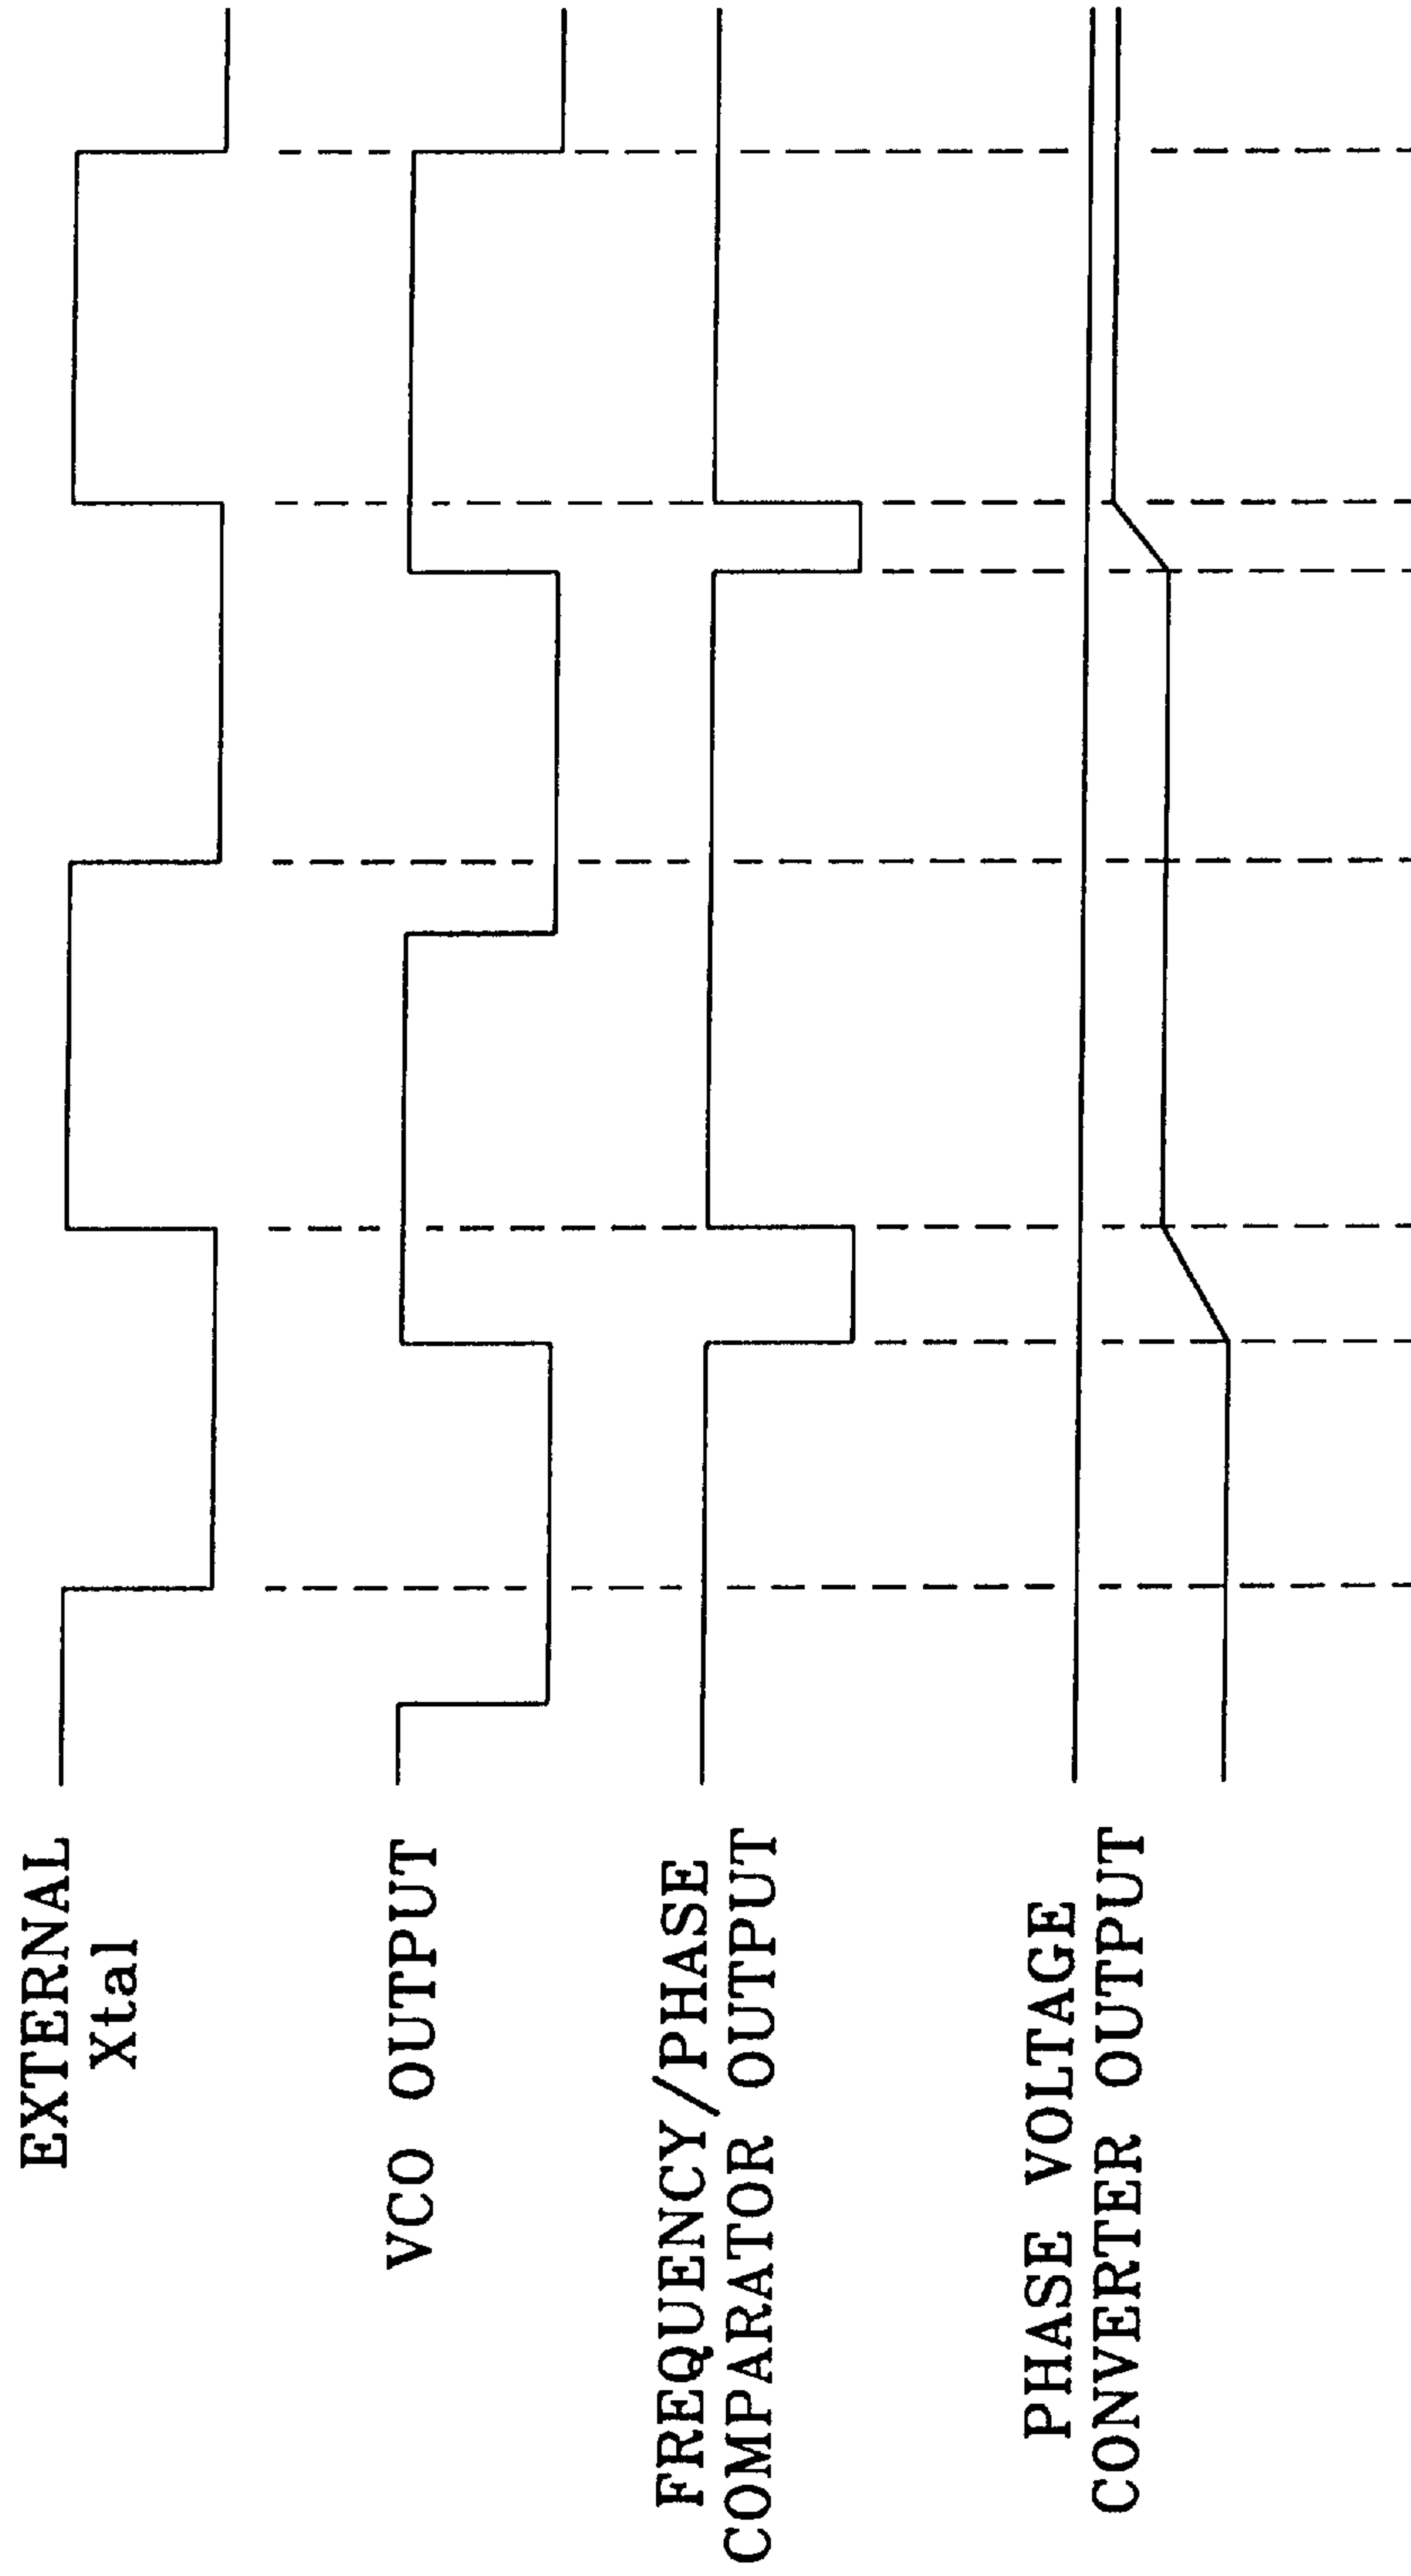 EXTERNAL
Xtal
VCO OUTPUT
FREQUENCY/PHASE
COMPARATOR OUTPUT
PHASE VOLTAGE
CONVERTER OUTPUT